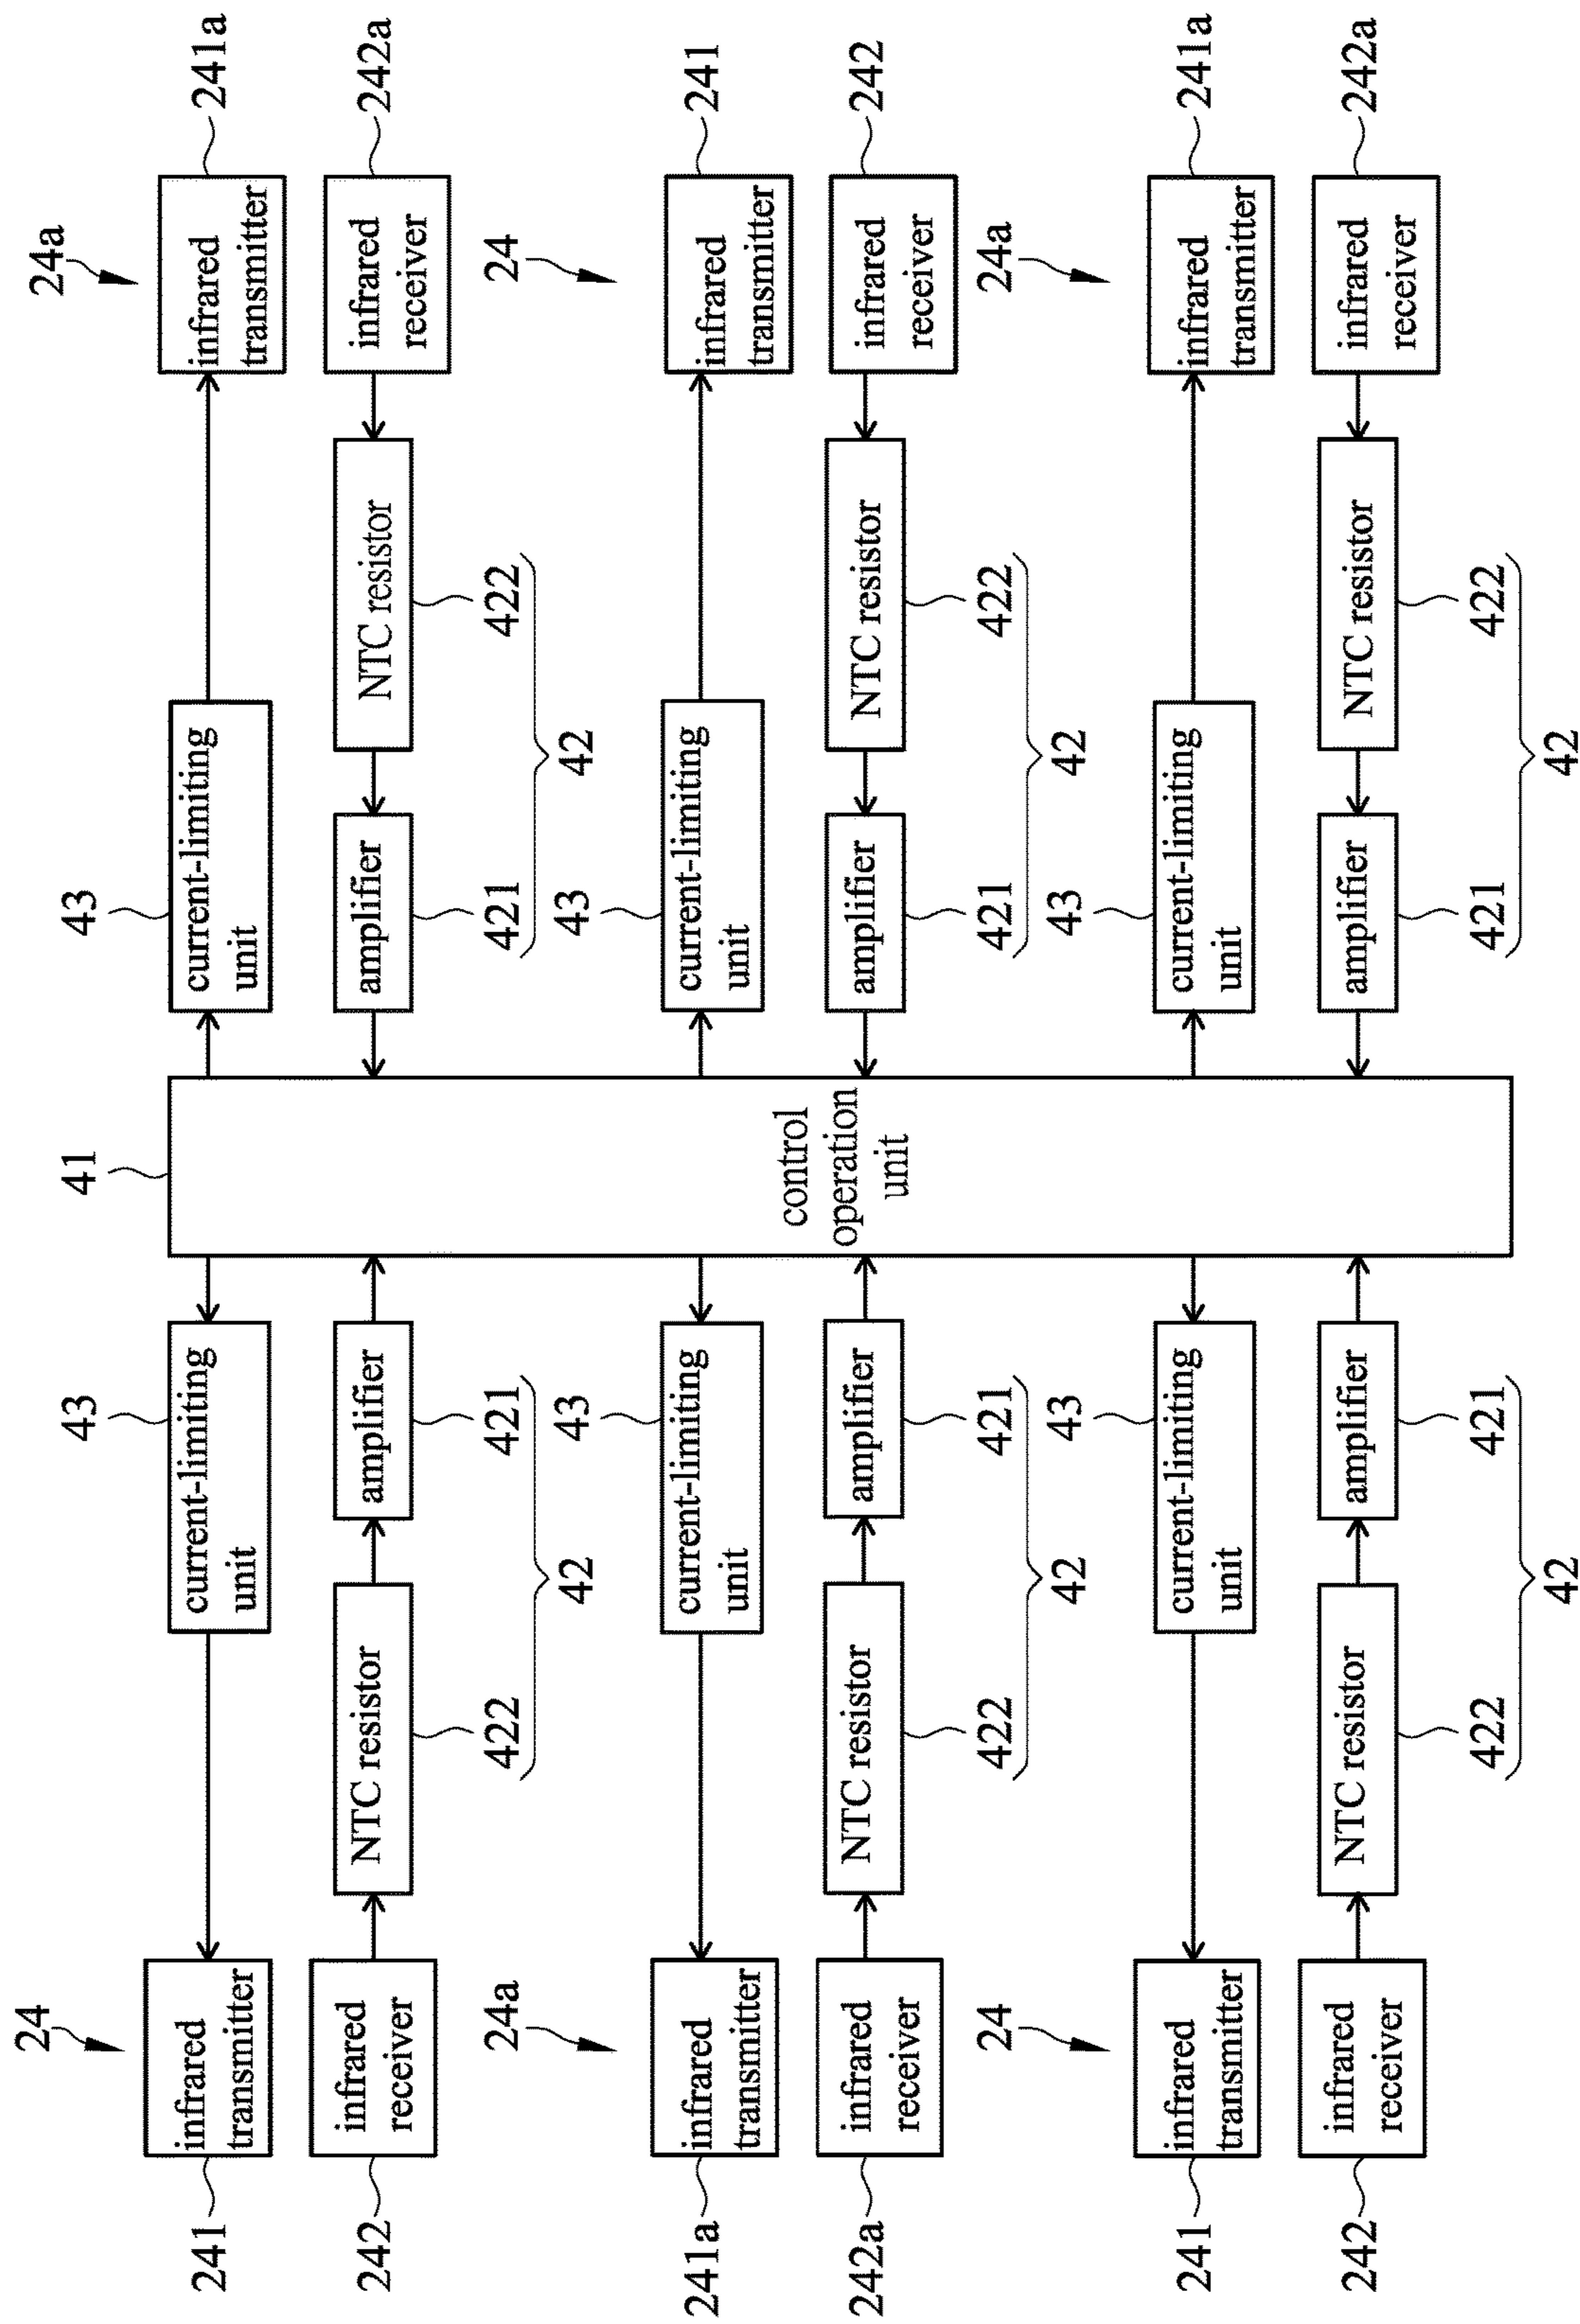 24
43
41
43
24a
241
infrared
transmitter
current-limiting
unit
current-limiting
unit
infrared
transmitter
241a
242
infrared
receiver
NTC resistor
amplifier
amplifier
NTC resistor
infrared
receiver
242a
422
421
421
422
42
42
24a
43
43
24
241a
infrared
transmitter
current-limiting
unit
control
operation
unit
current-limiting
unit
infrared
transmitter
241
242a
infrared
receiver
NTC resistor
amplifier
amplifier
NTC resistor
infrared
receiver
242
422
421
421
422
42
42
24
43
43
24a
241
infrared
transmitter
current-limiting
unit
current-limiting
unit
infrared
transmitter
241a
242
infrared
receiver
NTC resistor
amplifier
amplifier
NTC resistor
infrared
receiver
242a
422
421
421
422
42
42